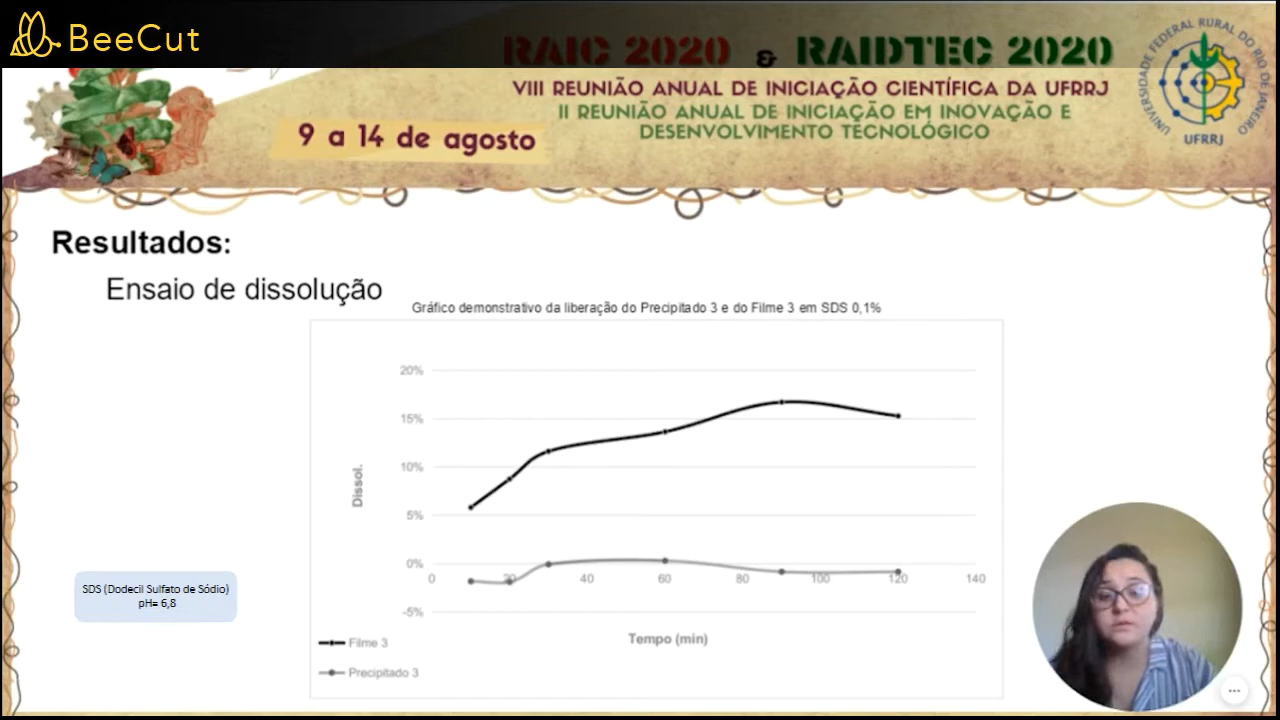 BeeCut
RAIC 2020 & RAIDTEC 2020
VIII REUNIÃO ANUAL DE INICIAÇÃO CIENTÍFICA DA UFRRJ
II REUNIÃO ANUAL DE INICIAÇÃO EM INOVAÇÃO E
DESENVOLVIMENTO TECNOLÓGICO
9 a 14 de agosto
UNIVERSIDADE FEDERAL RURAL DO RIO DE JANEIRO
UFRRJ
Resultados:
Ensaio de dissolução
Gráfico demonstrativo da liberação do Precipitado 3 e do Filme 3 em SDS 0,1%
20%
15%
10%
5%
0%
-5%
Dissol.
0 20 40 60 80 100 120 140
Tempo (min)
Filme 3
Precipitado 3
SDS (Dodecil Sulfato de Sódio)
pH= 6,8